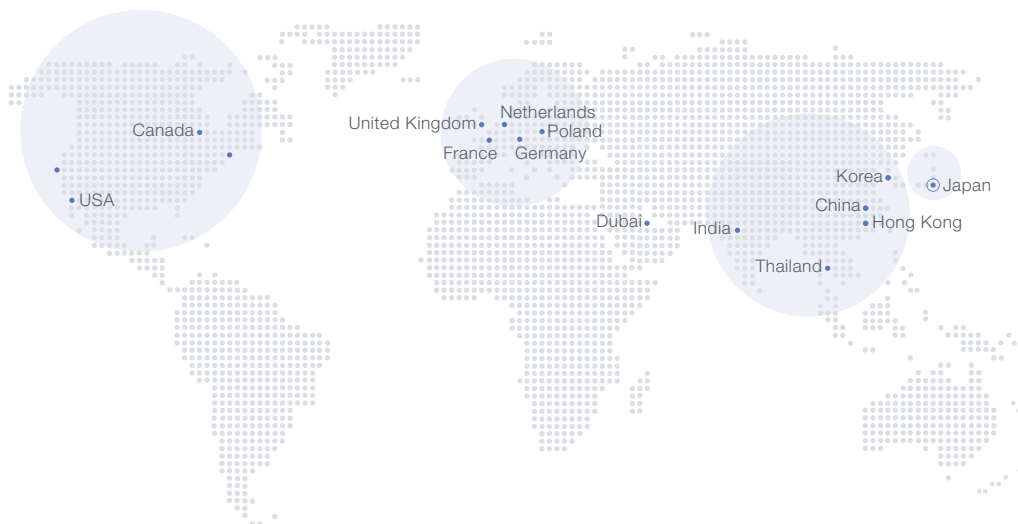 Netherlands
United Kingdom
Canada
Poland
France
Germany
Korea
Japan
USA
China
Dubai
Hong Kong
India
Thailand